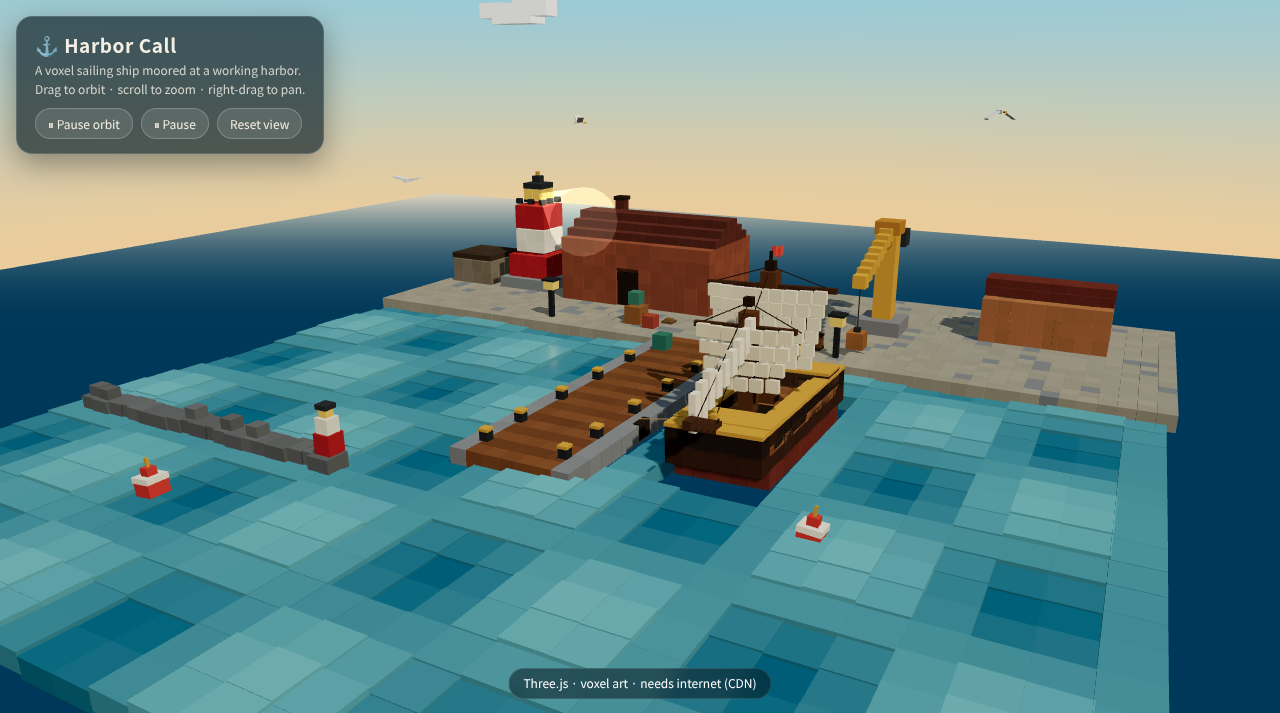 ⚓ Harbor Call
A voxel sailing ship moored at a working harbor.
Drag to orbit · scroll to zoom · right-drag to pan.
⏸ Pause orbit ⏸ Pause Reset view
Three.js · voxel art · needs internet (CDN)